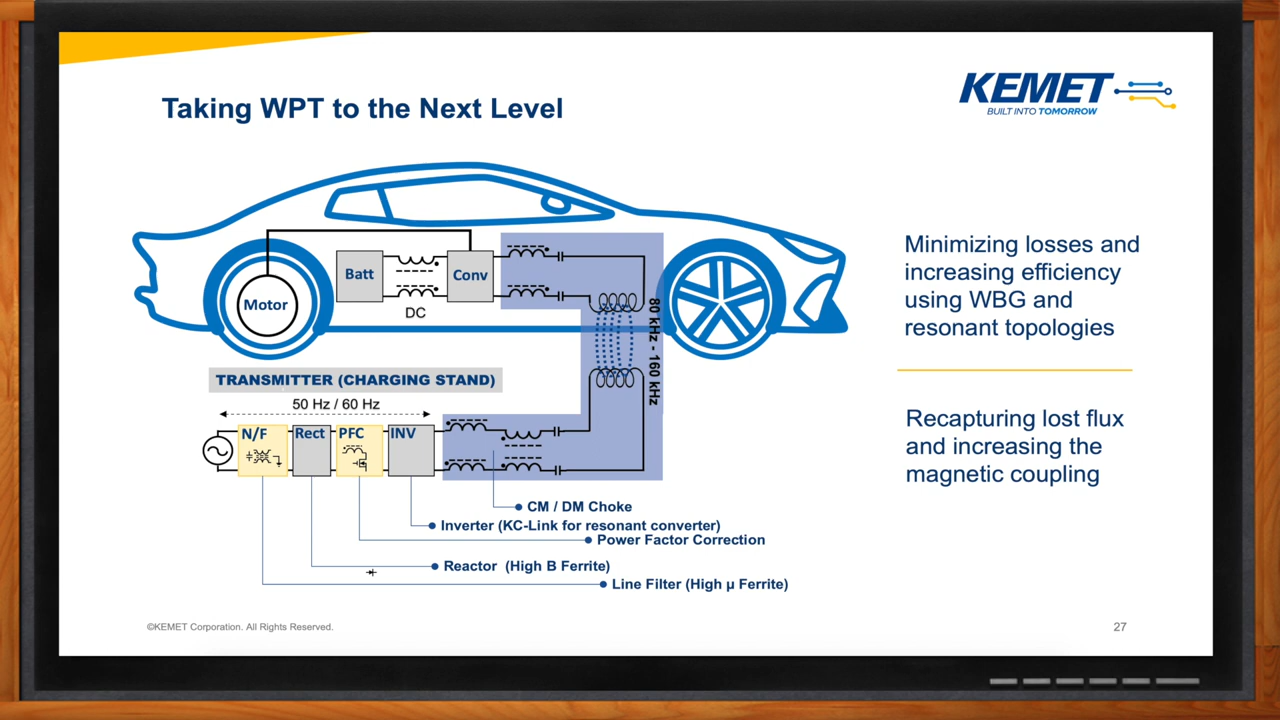 Taking WPT to the Next Level
KEMET
BUILT INTO TOMORROW
Batt
Conv
Motor
DC
80 kHz - 160 kHz
TRANSMITTER (CHARGING STAND)
50 Hz / 60 Hz
N/F
Rect
PFC
INV
CM / DM Choke
Inverter (KC-Link for resonant converter)
Power Factor Correction
Reactor (High B Ferrite)
Line Filter (High µ Ferrite)
Minimizing losses and
increasing efficiency
using WBG and
resonant topologies
Recapturing lost flux
and increasing the
magnetic coupling
©KEMET Corporation. All Rights Reserved.
27